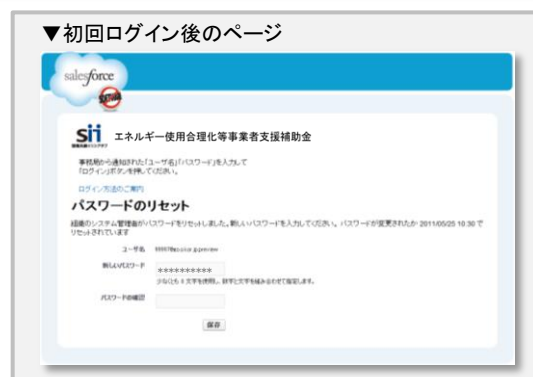 ▼初回ログイン後のページ
salesforce
sii エネルギー使用合理化等事業者支援補助金
事務局から通知された「ユーザ名」「パスワード」を入力して
「ログイン」ボタンを押してください。
ログイン方法のご案内
パスワードのリセット
組織のシステム管理者がパスワードをリセットしました。新しいパスワードを入力してください。パスワードが変更されたか 2011/05/25 10:30 で
リセットされています
ユーザ名
新しいパスワード
**********
少なくとも 8 文字を使用し、数字と文字を組み合わせて指定します。
パスワードの確認
保存